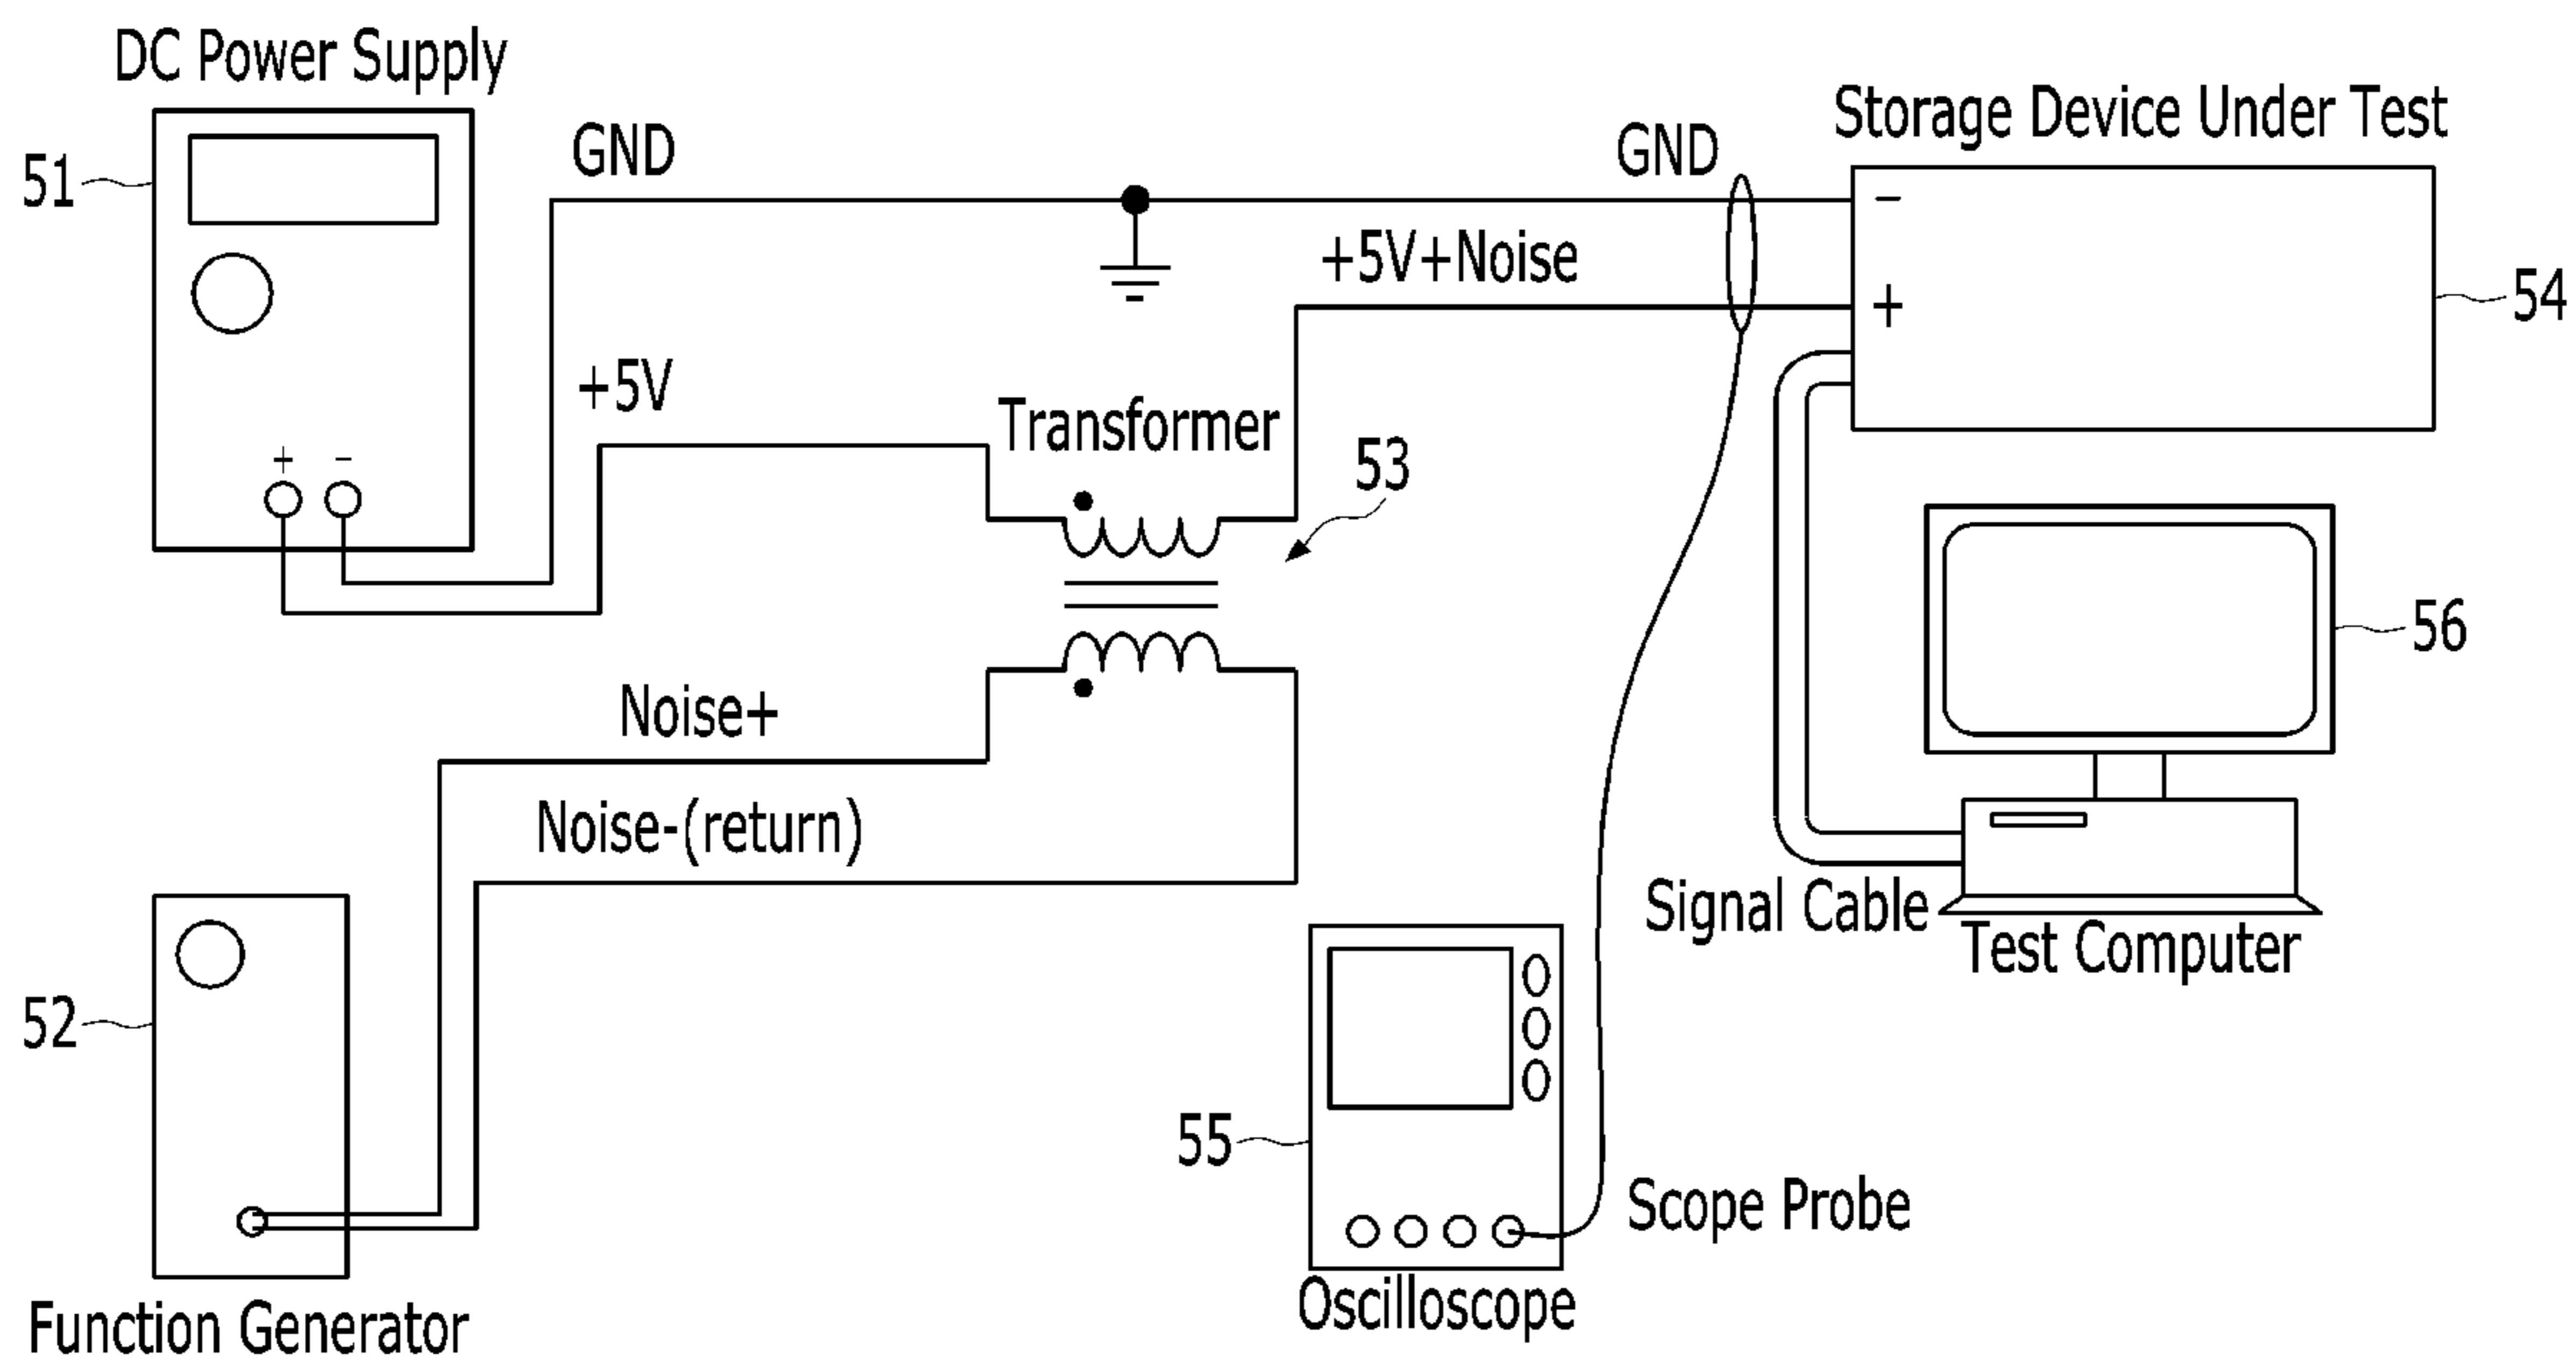 DC Power Supply
51
+ -
GND
+5V
GND
+5V+Noise
Storage Device Under Test
-
+
54
Transformer
53
56
Noise+
Noise-(return)
52
Function Generator
55
Oscilloscope
Scope Probe
Signal Cable
Test Computer